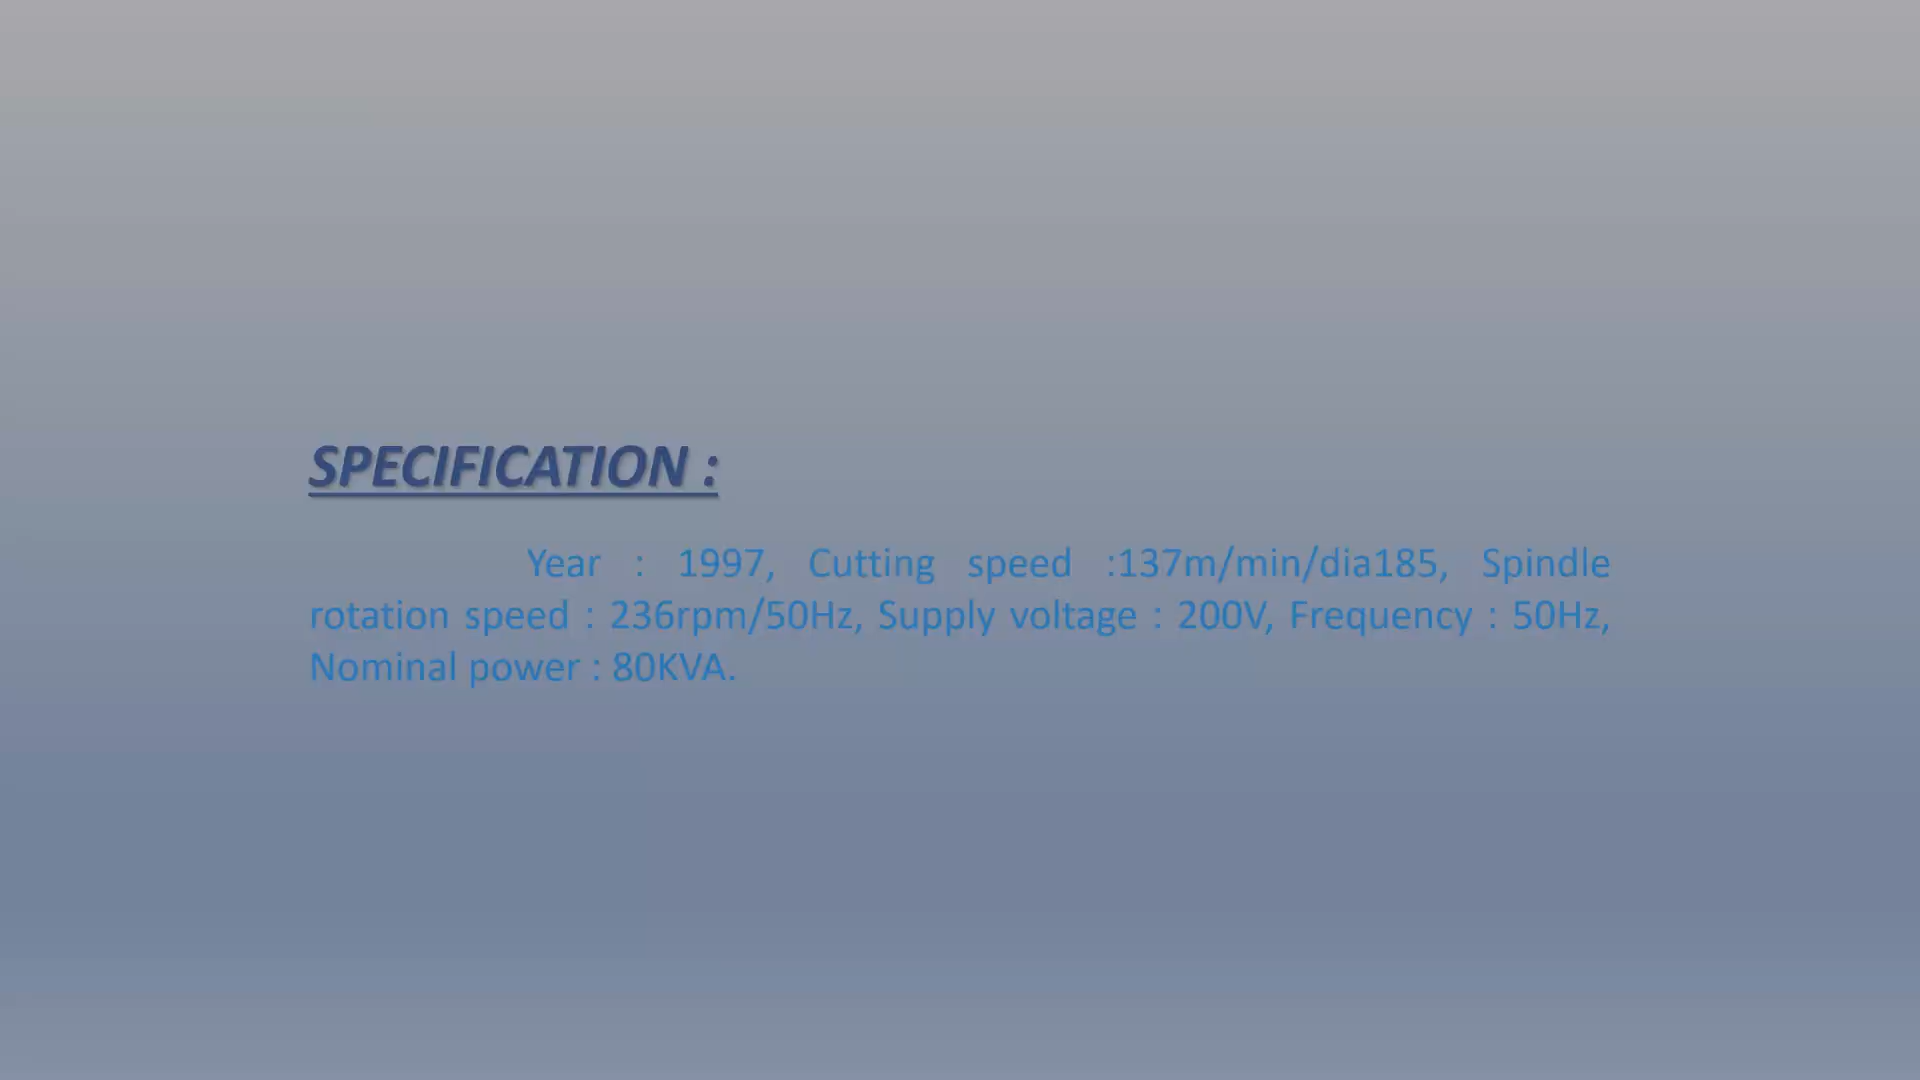 SPECIFICATION :
Year : 1997, Cutting speed :137m/min/dia185, Spindle
rotation speed : 236rpm/50Hz, Supply voltage : 200V, Frequency : 50Hz,
Nominal power : 80KVA.